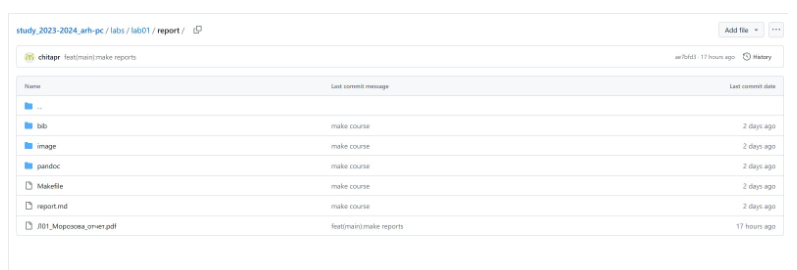 study_2023-2024_arh-pc / labs / lab01 / report /
Add file
chitapr feat(main):make reports
ae7bfd3 · 17 hours ago History
Name Last commit message Last commit date
..
bib make course 2 days ago
image make course 2 days ago
pandoc make course 2 days ago
Makefile make course 2 days ago
report.md make course 2 days ago
Л01_Морозова_отчет.pdf feat(main):make reports 17 hours ago